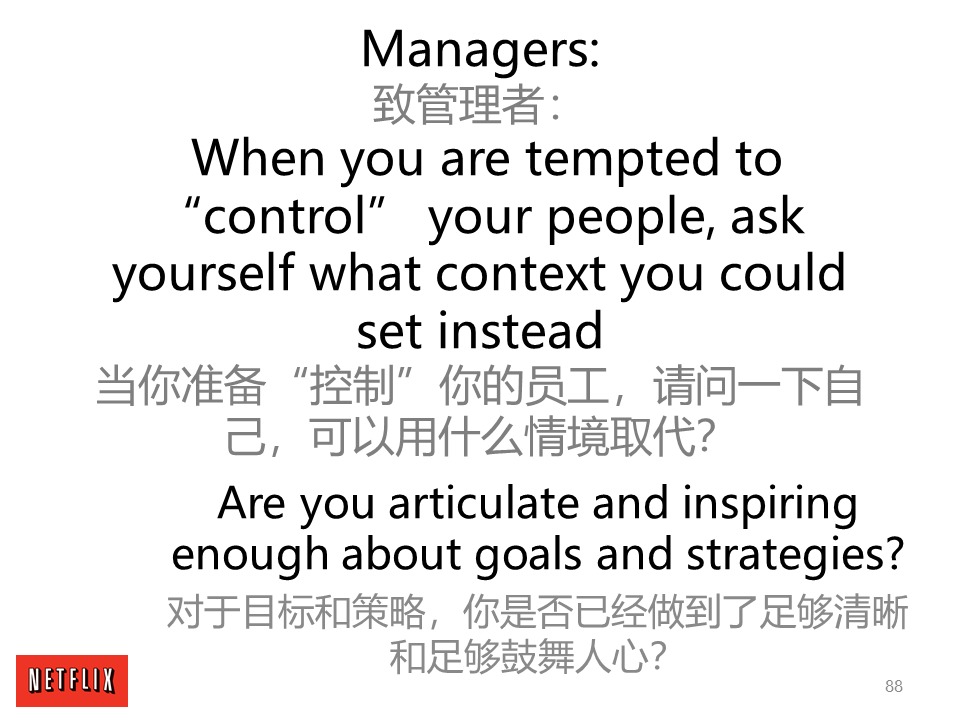 Managers:
致管理者：
When you are tempted to
“control” your people, ask
yourself what context you could
set instead
当你准备“控制”你的员工，请问一下自
己，可以用什么情境取代？
Are you articulate and inspiring
enough about goals and strategies?
对于目标和策略，你是否已经做到了足够清晰
和足够鼓舞人心？
NETFLIX
88